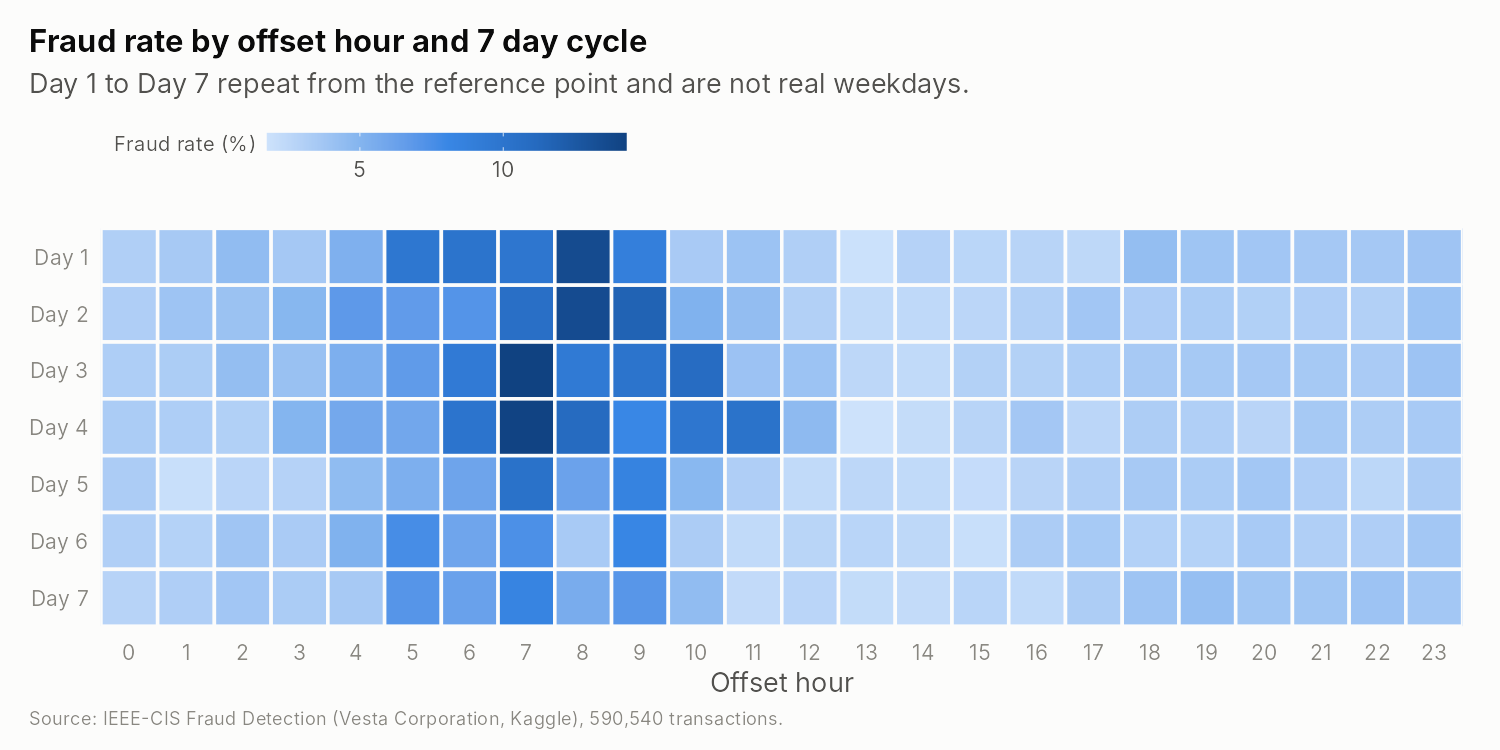 Fraud rate by offset hour and 7 day cycle
Day 1 to Day 7 repeat from the reference point and are not real weekdays.
Fraud rate (%)
5 10
Day 1
Day 2
Day 3
Day 4
Day 5
Day 6
Day 7
0 1 2 3 4 5 6 7 8 9 10 11 12 13 14 15 16 17 18 19 20 21 22 23
Offset hour
Source: IEEE-CIS Fraud Detection (Vesta Corporation, Kaggle), 590,540 transactions.